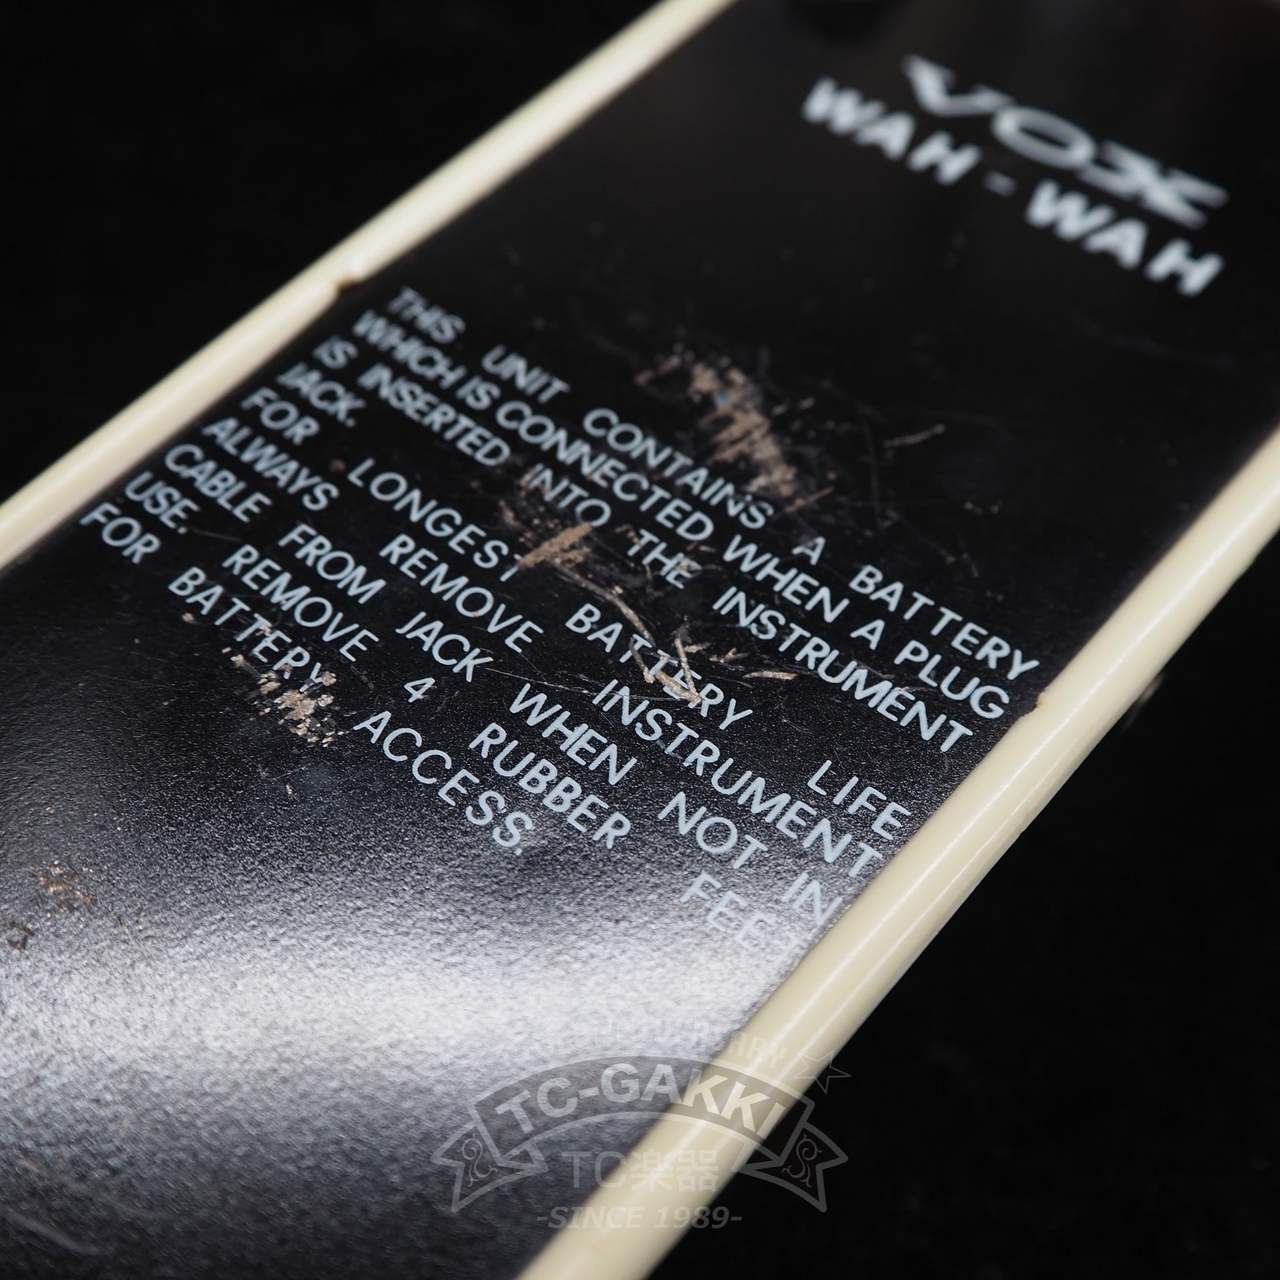 VOX
WAH - WAH
THIS UNIT CONTAINS A BATTERY
WHICH IS CONNECTED WHEN A PLUG
IS INSERTED INTO THE INSTRUMENT
JACK.
FOR LONGEST BATTERY LIFE
ALWAYS REMOVE INSTRUMENT
CABLE FROM JACK WHEN NOT IN
USE. REMOVE 4 RUBBER FEET
FOR BATTERY ACCESS.
TC-GAKKI
TC楽器
-SINCE 1989-